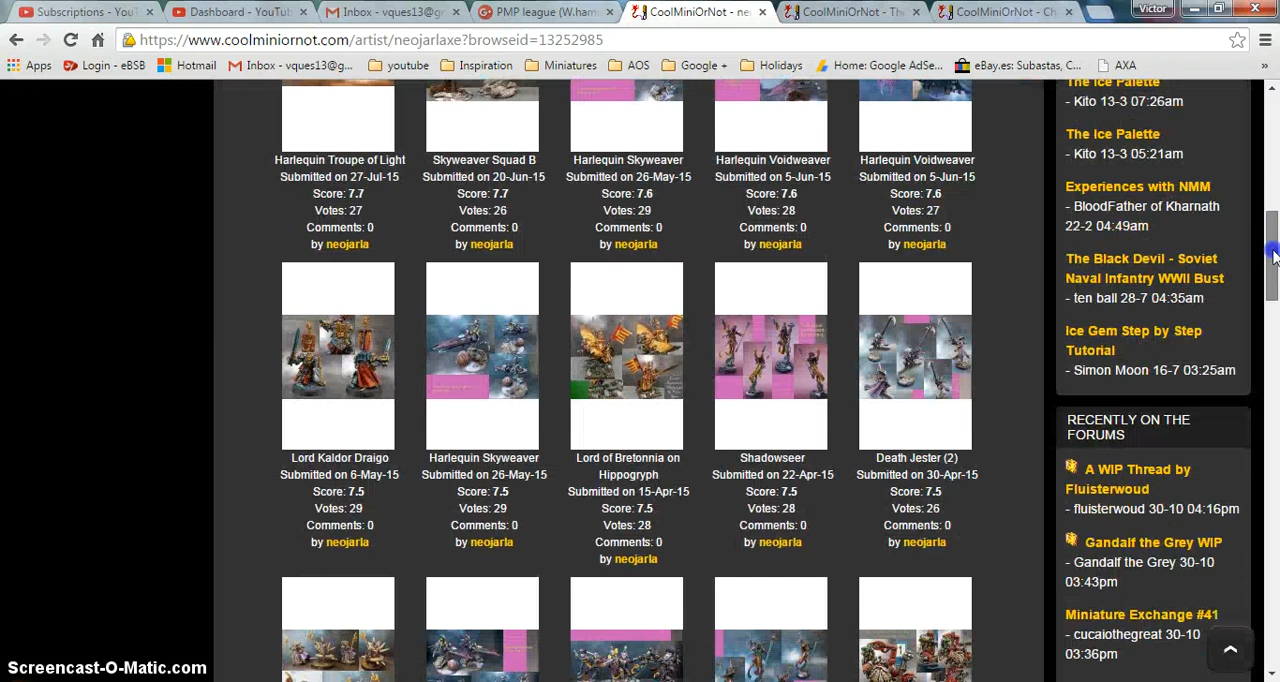 Subscriptions - YouT
Dashboard - YouTub
Inbox - vques13@gr
PMP league (W.ham
CoolMiniOrNot - ne
CoolMiniOrNot - The
CoolMiniOrNot - Ch
Victor
https://www.coolminiornot.com/artist/neojarlaxe?browseid=13252985
Apps
Login - eBSB
Hotmail
Inbox - vques13@g...
youtube
Inspiration
Miniatures
AOS
Google +
Holidays
Home: Google AdSe...
eBay.es: Subastas, C...
AXA
»
Harlequin Troupe of Light
Submitted on 27-Jul-15
Score: 7.7
Votes: 27
Comments: 0
by neojarla
Skyweaver Squad B
Submitted on 20-Jun-15
Score: 7.7
Votes: 26
Comments: 0
by neojarla
Harlequin Skyweaver
Submitted on 26-May-15
Score: 7.6
Votes: 29
Comments: 0
by neojarla
Harlequin Voidweaver
Submitted on 5-Jun-15
Score: 7.6
Votes: 28
Comments: 0
by neojarla
Harlequin Voidweaver
Submitted on 5-Jun-15
Score: 7.6
Votes: 27
Comments: 0
by neojarla
Lord Kaldor Draigo
Submitted on 6-May-15
Score: 7.5
Votes: 29
Comments: 0
by neojarla
Harlequin Skyweaver
Submitted on 26-May-15
Score: 7.5
Votes: 29
Comments: 0
by neojarla
Lord of Bretonnia on
Hippogryph
Submitted on 15-Apr-15
Score: 7.5
Votes: 28
Comments: 0
by neojarla
Shadowseer
Submitted on 22-Apr-15
Score: 7.5
Votes: 28
Comments: 0
by neojarla
Death Jester (2)
Submitted on 30-Apr-15
Score: 7.5
Votes: 26
Comments: 0
by neojarla
The Ice Palette
- Kito 13-3 07:26am
The Ice Palette
- Kito 13-3 05:21am
Experiences with NMM
- BloodFather of Kharnath
22-2 04:49am
The Black Devil - Soviet
Naval Infantry WWII Bust
- ten ball 28-7 04:35am
Ice Gem Step by Step
Tutorial
- Simon Moon 16-7 03:25am
RECENTLY ON THE
FORUMS
A WIP Thread by
Fluisterwoud
- fluisterwoud 30-10 04:16pm
Gandalf the Grey WIP
- Gandalf the Grey 30-10
03:43pm
Miniature Exchange #41
- cucaiothegreat 30-10
03:36pm
Screencast-O-Matic.com